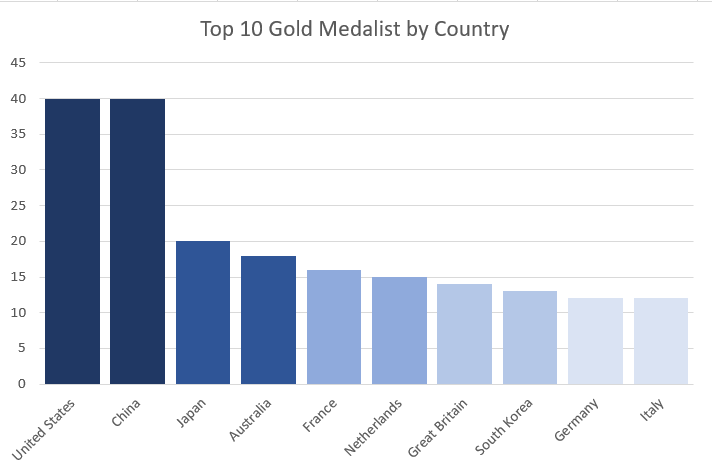 Top 10 Gold Medalist by Country
45
40
35
30
25
20
15
10
5
0
United States
China
Japan
Australia
France
Netherlands
Great Britain
South Korea
Germany
Italy